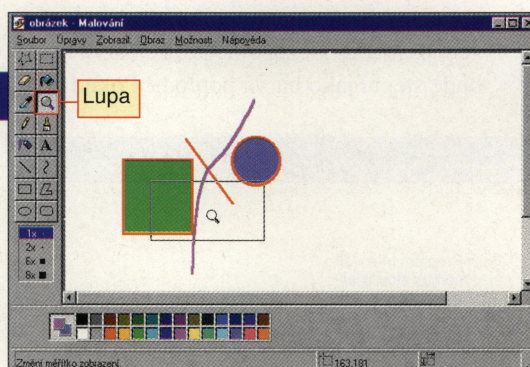 obrázek - Malování
Soubor Úpravy Zobrazit Obraz Možnosti Nápověda
Lupa
A
1x
2x
6x
8x
Změní měřítko zobrazení.
163,181